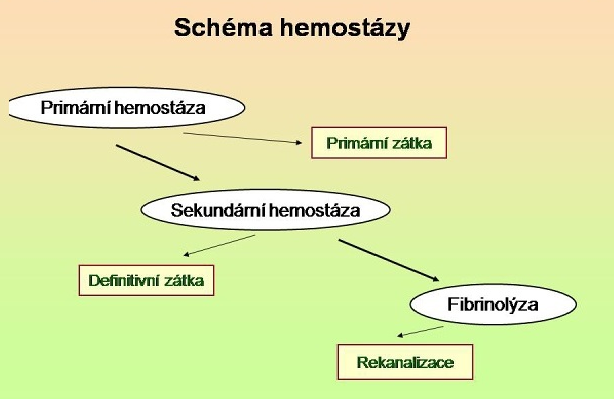 Schéma hemostázy
Primární hemostáza
Primární zátka
Sekundární hemostáza
Definitivní zátka
Fibrinolýza
Rekanalizace